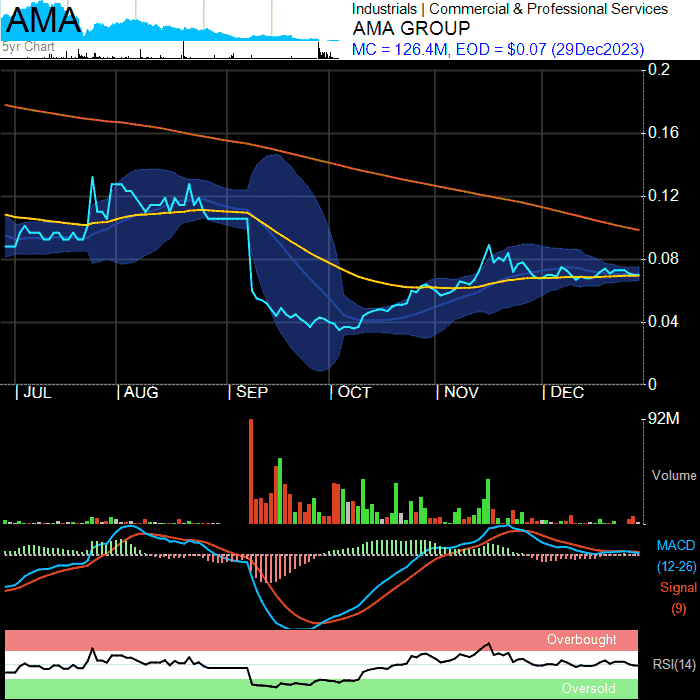 AMA
5yr Chart
Industrials | Commercial & Professional Services
AMA GROUP
MC = 126.4M, EOD = $0.07 (29Dec2023)
0.2
0.16
0.12
0.08
0.04
0
| JUL | AUG | SEP | OCT | NOV | DEC
92M
Volume
MACD
(12-26)
Signal
(9)
Overbought
RSI(14)
Oversold